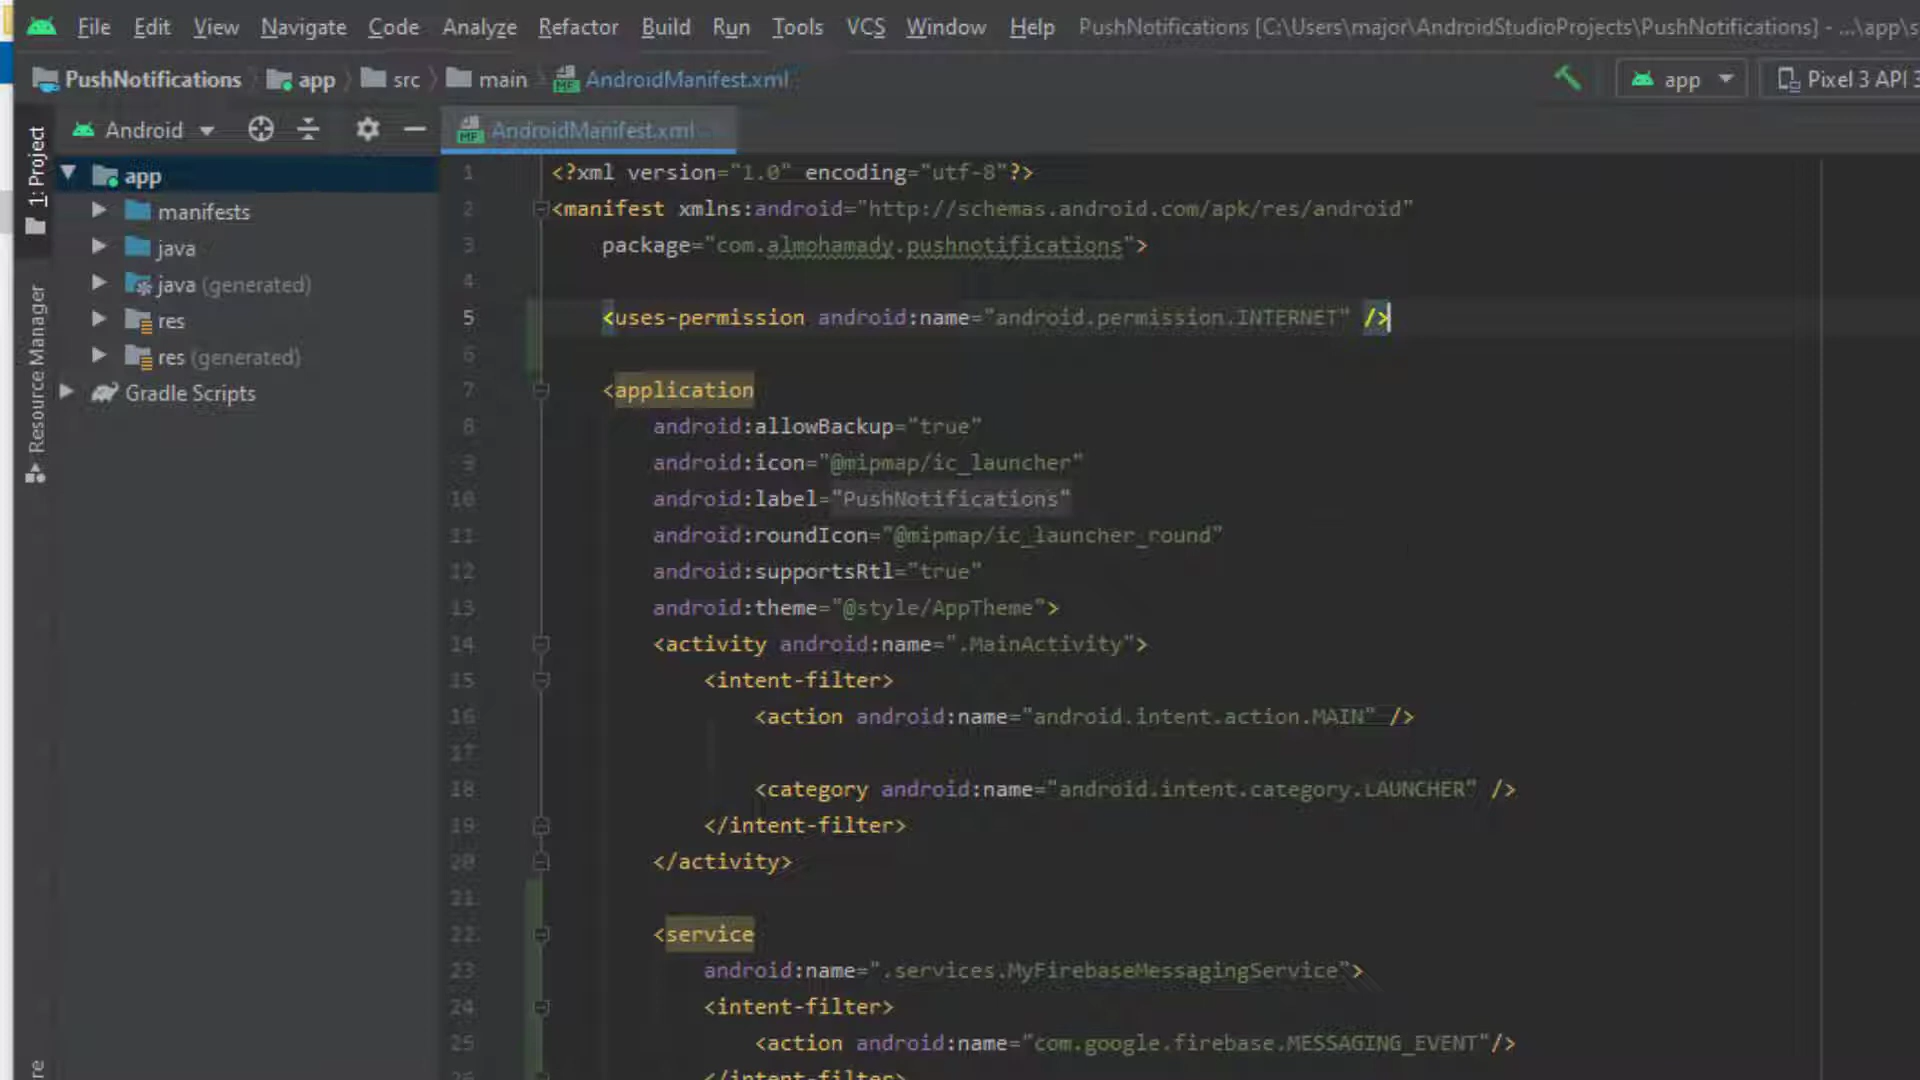 File Edit View Navigate Code Analyze Refactor Build Run Tools VCS Window Help PushNotifications [C:\Users\major\AndroidStudioProjects\PushNotifications] - ...\app\s
PushNotifications app src main AndroidManifest.xml app Pixel 3 API 3
Android AndroidManifest.xml
1: Project
Resource Manager
app
manifests
java
java (generated)
res
res (generated)
Gradle Scripts
1 <?xml version="1.0" encoding="utf-8"?>
2 <manifest xmlns:android="http://schemas.android.com/apk/res/android"
3 package="com.almohamady.pushnotifications">
4
5 <uses-permission android:name="android.permission.INTERNET" />
6
7 <application
8 android:allowBackup="true"
9 android:icon="@mipmap/ic_launcher"
10 android:label="PushNotifications"
11 android:roundIcon="@mipmap/ic_launcher_round"
12 android:supportsRtl="true"
13 android:theme="@style/AppTheme">
14 <activity android:name=".MainActivity">
15 <intent-filter>
16 <action android:name="android.intent.action.MAIN" />
17
18 <category android:name="android.intent.category.LAUNCHER" />
19 </intent-filter>
20 </activity>
21
22 <service
23 android:name=".services.MyFirebaseMessagingService">
24 <intent-filter>
25 <action android:name="com.google.firebase.MESSAGING_EVENT"/>
26 </intent-filter>